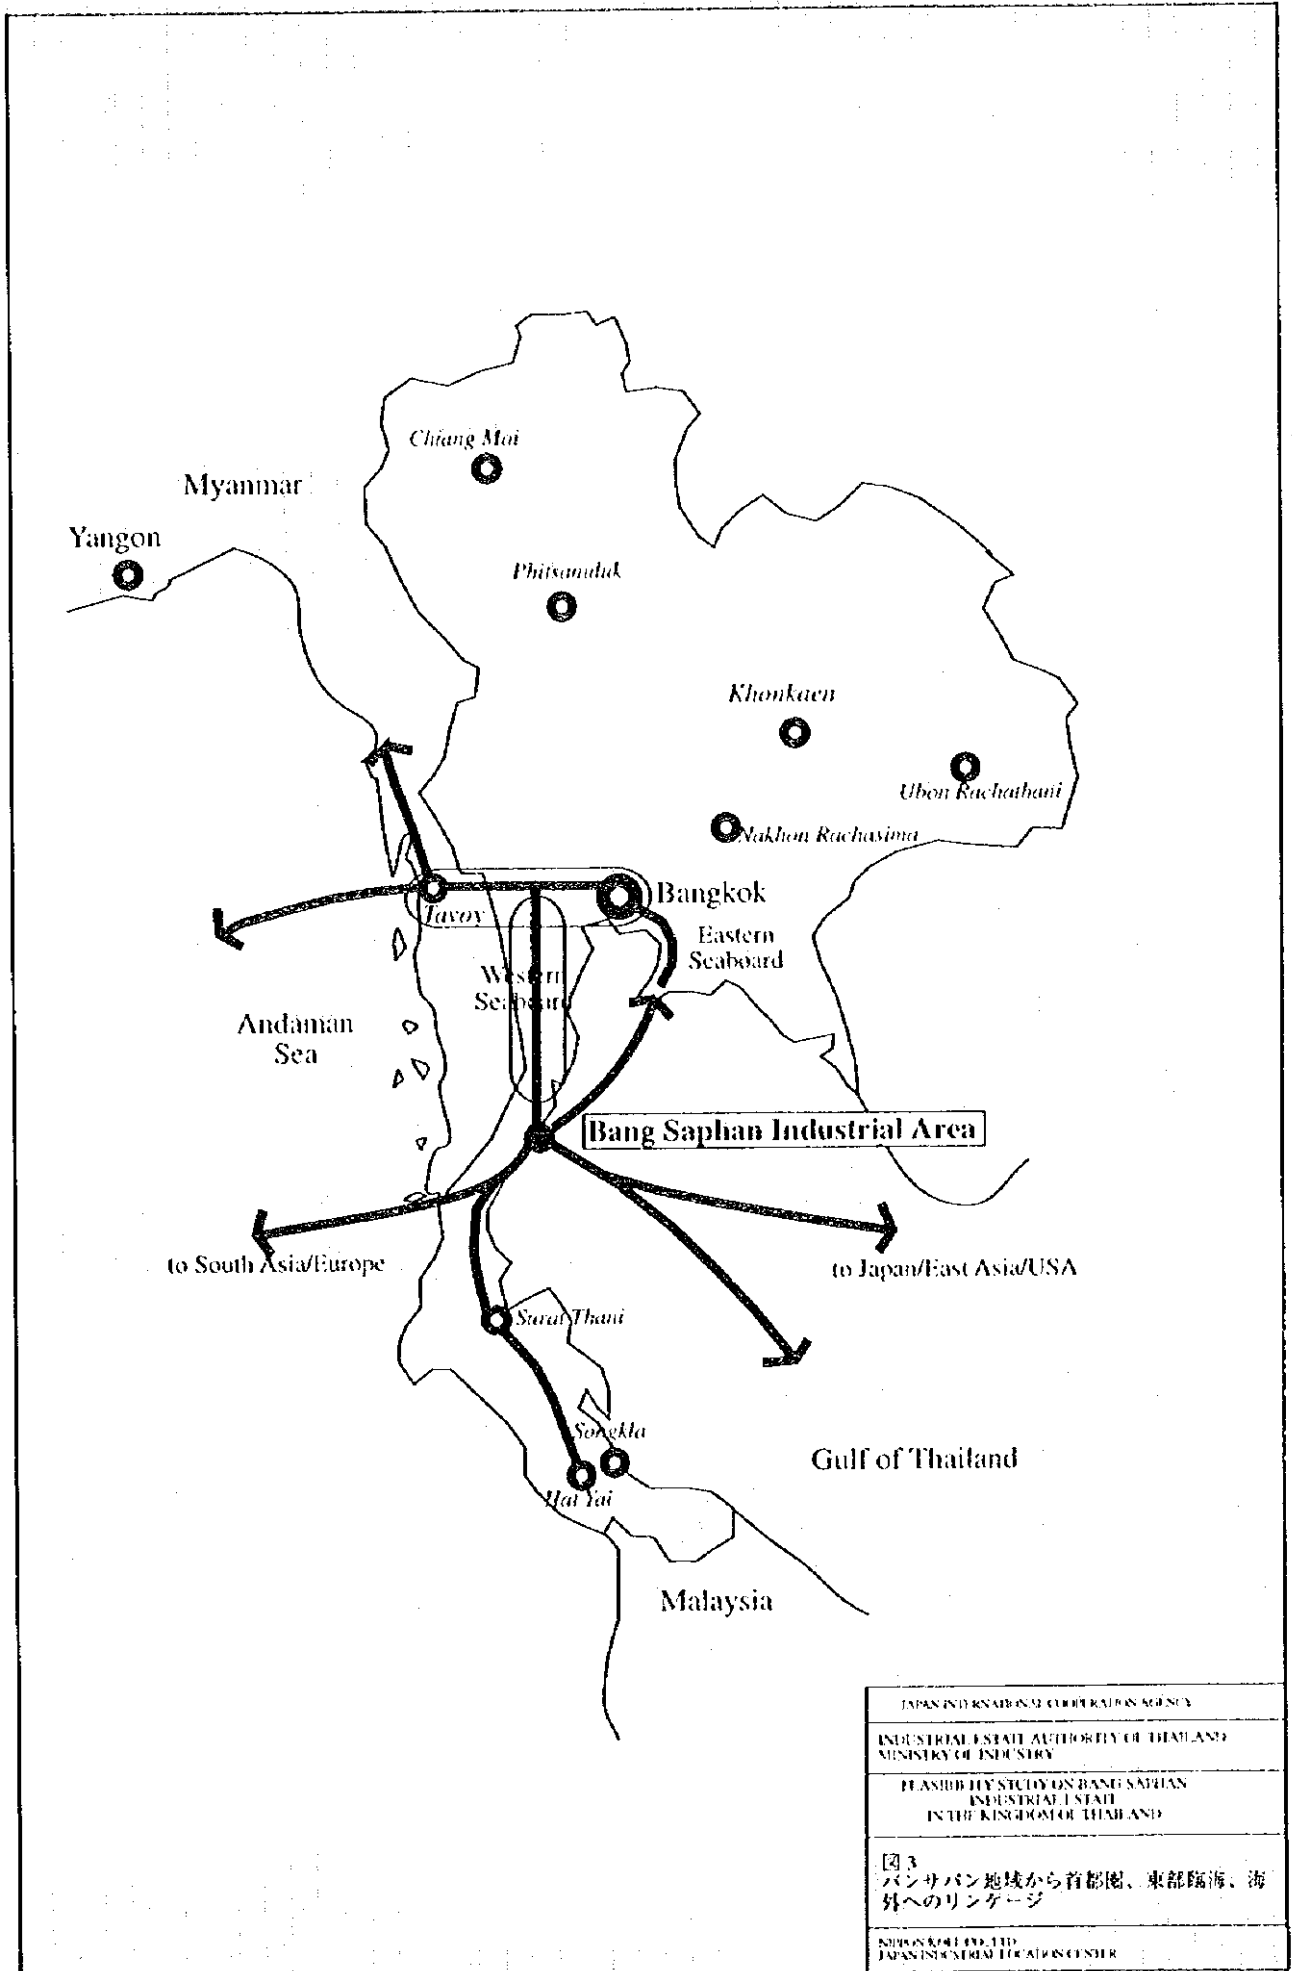 Chiang Mai
Myanmar
Yangon
Phitsanuluk
Khonkaen
Ubon Rachathani
Nakhon Rachasima
Bangkok
Tavoy
Eastern
Seaboard
Western
Seaboard
Andaman
Sea
Bang Saphan Industrial Area
to South Asia/Europe
to Japan/East Asia/USA
Surat Thani
Songkla
Gulf of Thailand
Hat Yai
Malaysia
JAPAN INTERNATIONAL COOPERATION AGENCY
INDUSTRIAL ESTATE AUTHORITY OF THAILAND
MINISTRY OF INDUSTRY
FEASIBILITY STUDY ON BANG SAPHAN
INDUSTRIAL ESTATE
IN THE KINGDOM OF THAILAND
図 3
バンサパン地域から首都圏、東部臨海、海
外へのリンケージ
NIPPON KOEI CO., LTD
JAPAN INDUSTRIAL LOCATION CENTER